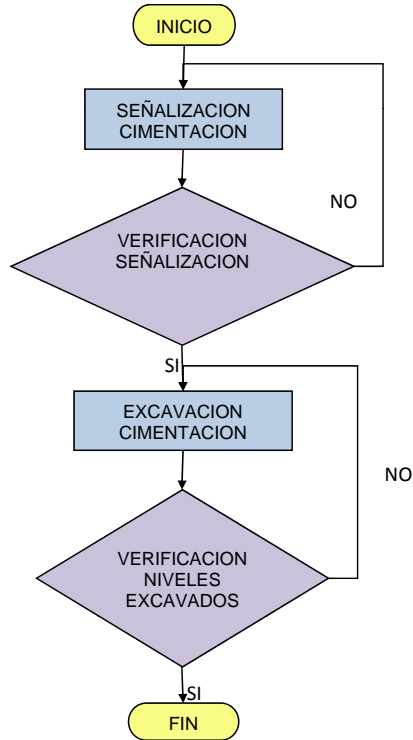 INICIO
SEÑALIZACION
CIMENTACION
NO
VERIFICACION
SEÑALIZACION
SI
EXCAVACION
CIMENTACION
NO
VERIFICACION
NIVELES
EXCAVADOS
SI
FIN